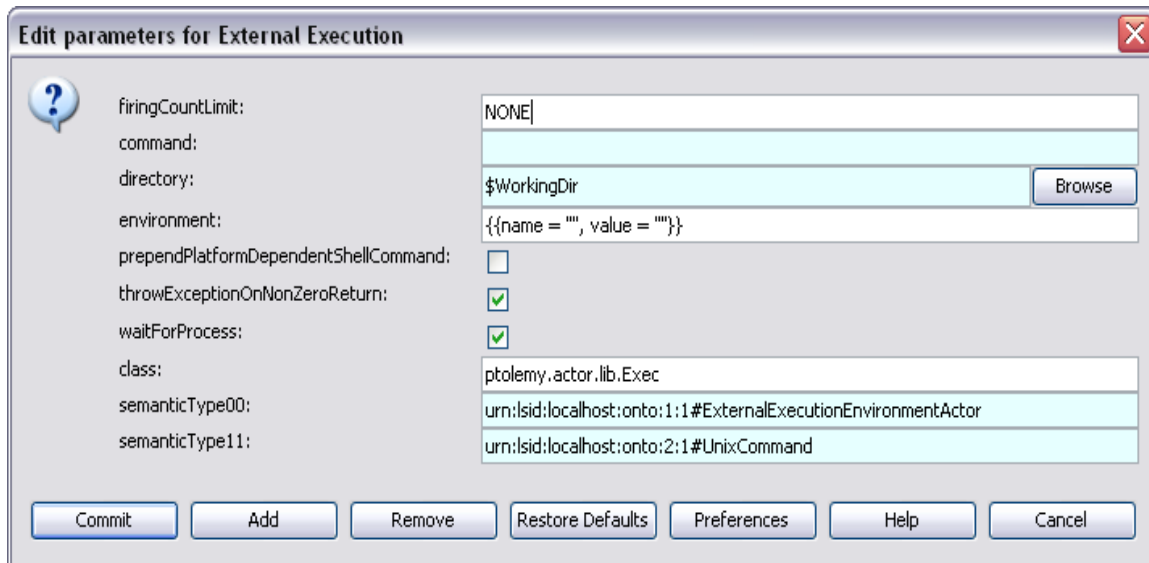 Edit parameters for External Execution
firingCountLimit: NONE
command:
directory: $WorkingDir Browse
environment: {{name = "", value = ""}}
prependPlatformDependentShellCommand:
throwExceptionOnNonZeroReturn:
waitForProcess:
class: ptolemy.actor.lib.Exec
semanticType00: urn:lsid:localhost:onto:1:1#ExternalExecutionEnvironmentActor
semanticType11: urn:lsid:localhost:onto:2:1#UnixCommand
Commit Add Remove Restore Defaults Preferences Help Cancel